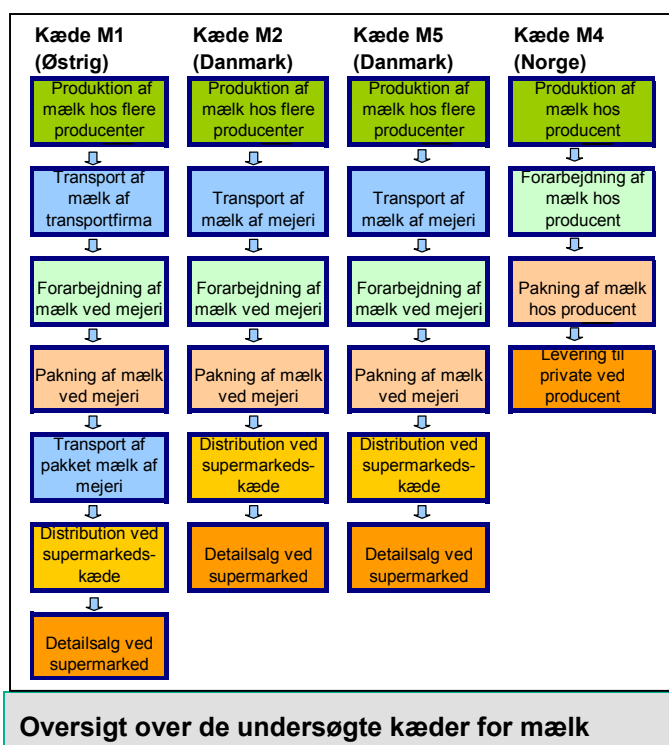 Kæde M1
(Østrig)
Produktion af
mælk hos flere
producenter
Transport af
mælk af
transportfirma
Forarbejdning af
mælk ved mejeri
Pakning af mælk
ved mejeri
Transport af
pakket mælk af
mejeri
Distribution ved
supermarkeds-
kæde
Detailsalg ved
supermarked
Kæde M2
(Danmark)
Produktion af
mælk hos flere
producenter
Transport af
mælk af mejeri
Forarbejdning af
mælk ved mejeri
Pakning af mælk
ved mejeri
Distribution ved
supermarkeds-
kæde
Detailsalg ved
supermarked
Kæde M5
(Danmark)
Produktion af
mælk hos flere
producenter
Transport af
mælk af mejeri
Forarbejdning af
mælk ved mejeri
Pakning af mælk
ved mejeri
Distribution ved
supermarkeds-
kæde
Detailsalg ved
supermarked
Kæde M4
(Norge)
Produktion af
mælk hos
producent
Forarbejdning af
mælk hos
producent
Pakning af mælk
hos producent
Levering til
private ved
producent
Oversigt over de undersøgte kæder for mælk